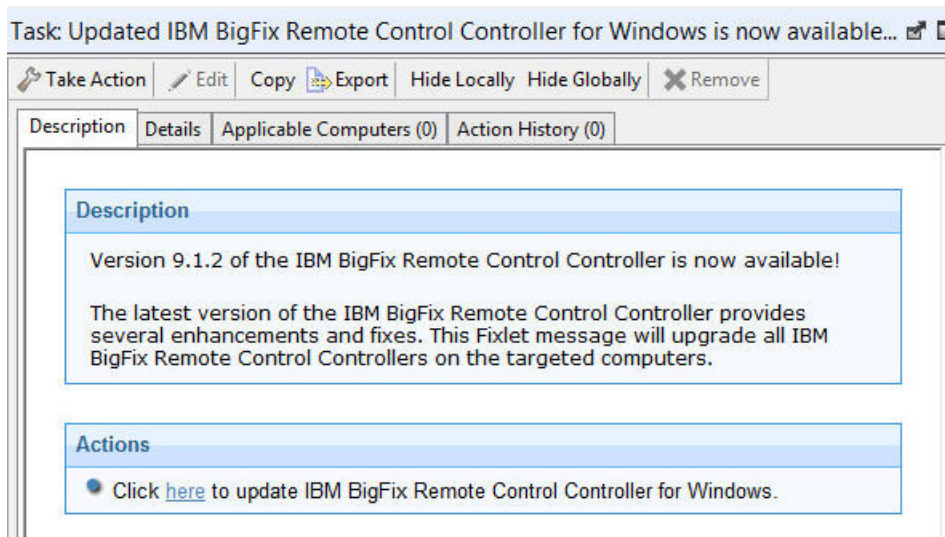 Task: Updated IBM BigFix Remote Control Controller for Windows is now available...
Take Action Edit Copy Export Hide Locally Hide Globally Remove
Description Details Applicable Computers (0) Action History (0)
Description
Version 9.1.2 of the IBM BigFix Remote Control Controller is now available!
The latest version of the IBM BigFix Remote Control Controller provides
several enhancements and fixes. This Fixlet message will upgrade all IBM
BigFix Remote Control Controllers on the targeted computers.
Actions
Click here to update IBM BigFix Remote Control Controller for Windows.